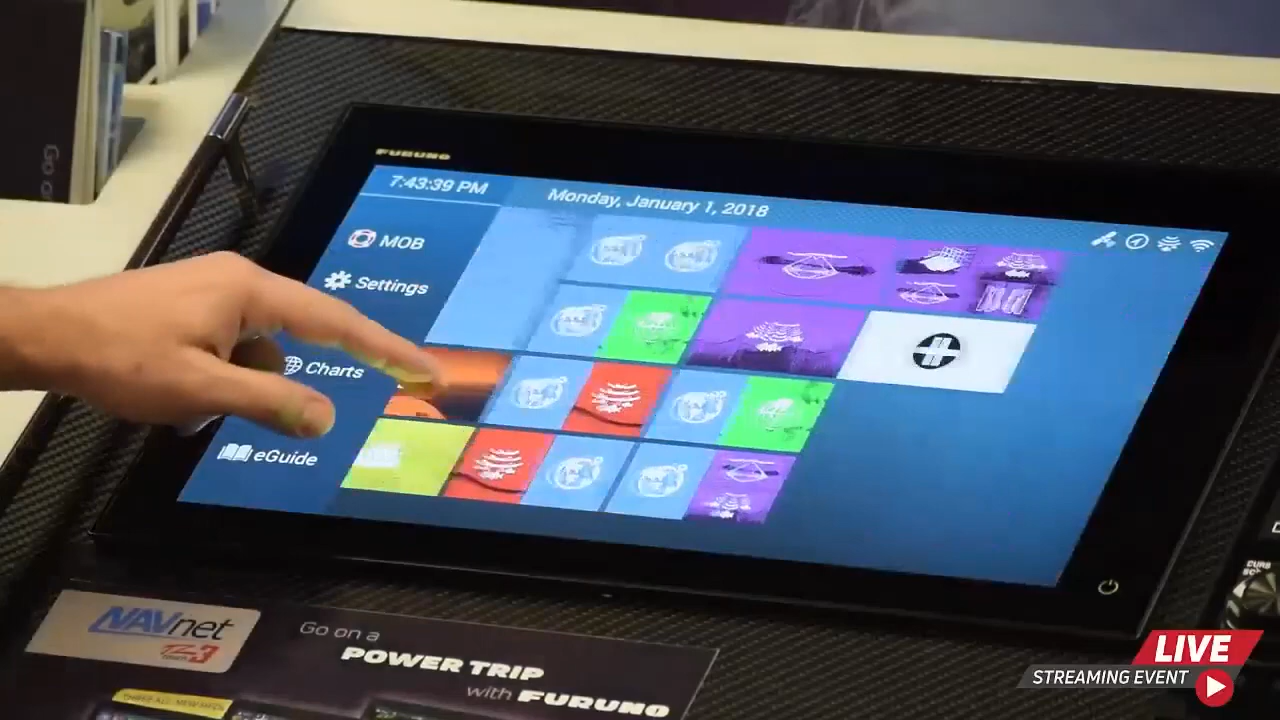 FURUNO
7:43:39 PM
Monday, January 1, 2018
MOB
Settings
Charts
eGuide
NAVnet
Go on a
POWER TRIP
with FURUNO
LIVE
STREAMING EVENT